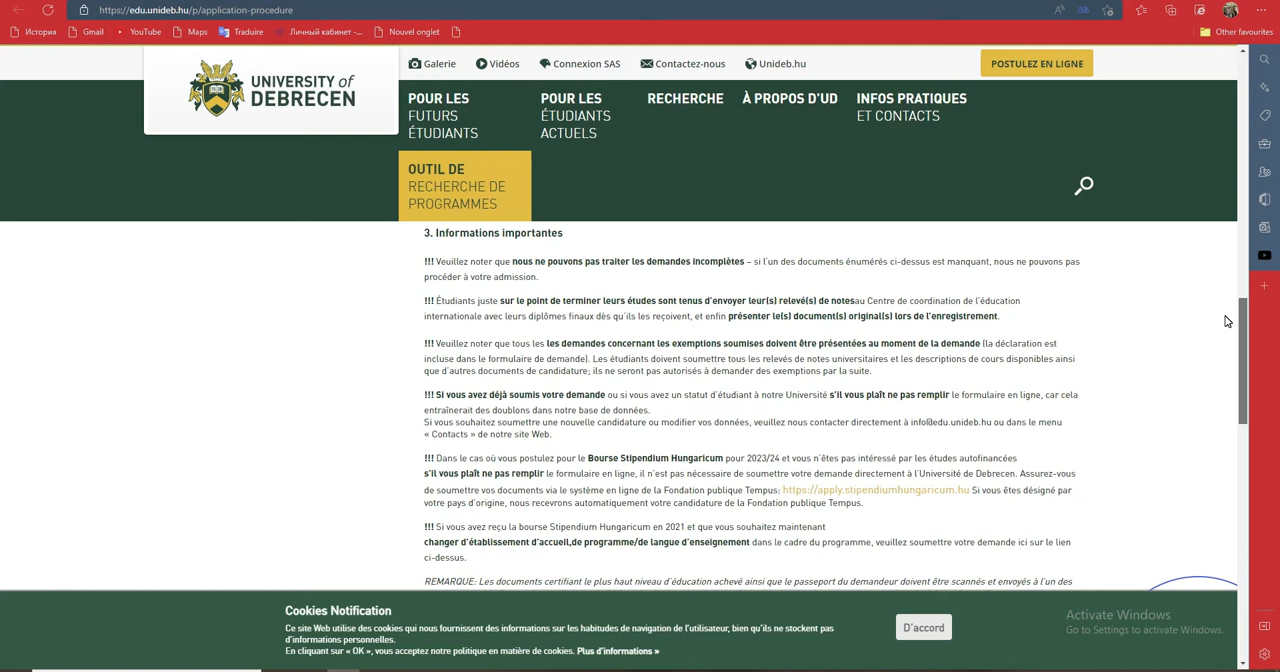 https://edu.unideb.hu/p/application-procedure
История Gmail YouTube Maps Traduire Личный кабинет -... Nouvel onglet Other favourites
UNIVERSITY of
DEBRECEN
Galerie Vidéos Connexion SAS Contactez-nous Unideb.hu POSTULEZ EN LIGNE
POUR LES
FUTURS
ÉTUDIANTS
POUR LES
ÉTUDIANTS
ACTUELS
RECHERCHE
À PROPOS D'UD
INFOS PRATIQUES
ET CONTACTS
OUTIL DE
RECHERCHE DE
PROGRAMMES
3. Informations importantes
!!! Veuillez noter que nous ne pouvons pas traiter les demandes incomplètes – si l'un des documents énumérés ci-dessus est manquant, nous ne pouvons pas
procéder à votre admission.
!!! Étudiants juste sur le point de terminer leurs études sont tenus d'envoyer leur(s) relevé(s) de notesau Centre de coordination de l'éducation
internationale avec leurs diplômes finaux dès qu'ils les reçoivent, et enfin présenter le(s) document(s) original(s) lors de l'enregistrement.
!!! Veuillez noter que tous les les demandes concernant les exemptions soumises doivent être présentées au moment de la demande (la déclaration est
incluse dans le formulaire de demande). Les étudiants doivent soumettre tous les relevés de notes universitaires et les descriptions de cours disponibles ainsi
que d'autres documents de candidature; ils ne seront pas autorisés à demander des exemptions par la suite.
!!! Si vous avez déjà soumis votre demande ou si vous avez un statut d'étudiant à notre Université s'il vous plaît ne pas remplir le formulaire en ligne, car cela
entraînerait des doublons dans notre base de données.
Si vous souhaitez soumettre une nouvelle candidature ou modifier vos données, veuillez nous contacter directement à info@edu.unideb.hu ou dans le menu
« Contacts » de notre site Web.
!!! Dans le cas où vous postulez pour le Bourse Stipendium Hungaricum pour 2023/24 et vous n'êtes pas intéressé par les études autofinancées
s'il vous plaît ne pas remplir le formulaire en ligne, il n'est pas nécessaire de soumettre votre demande directement à l'Université de Debrecen. Assurez-vous
de soumettre vos documents via le système en ligne de la Fondation publique Tempus: https://apply.stipendiumhungaricum.hu Si vous êtes désigné par
votre pays d'origine, nous recevrons automatiquement votre candidature de la Fondation publique Tempus.
!!! Si vous avez reçu la bourse Stipendium Hungaricum en 2021 et que vous souhaitez maintenant
changer d'établissement d'accueil,de programme/de langue d'enseignement dans le cadre du programme, veuillez soumettre votre demande ici sur le lien
ci-dessus.
REMARQUE: Les documents certifiant le plus haut niveau d'éducation achevé ainsi que le passeport du demandeur doivent être scannés et envoyés à l'un des
Cookies Notification
Ce site Web utilise des cookies qui nous fournissent des informations sur les habitudes de navigation de l'utilisateur, bien qu'ils ne stockent pas
d'informations personnelles.
En cliquant sur « OK », vous acceptez notre politique en matière de cookies. Plus d'informations »
D'accord
Activate Windows
Go to Settings to activate Windows.